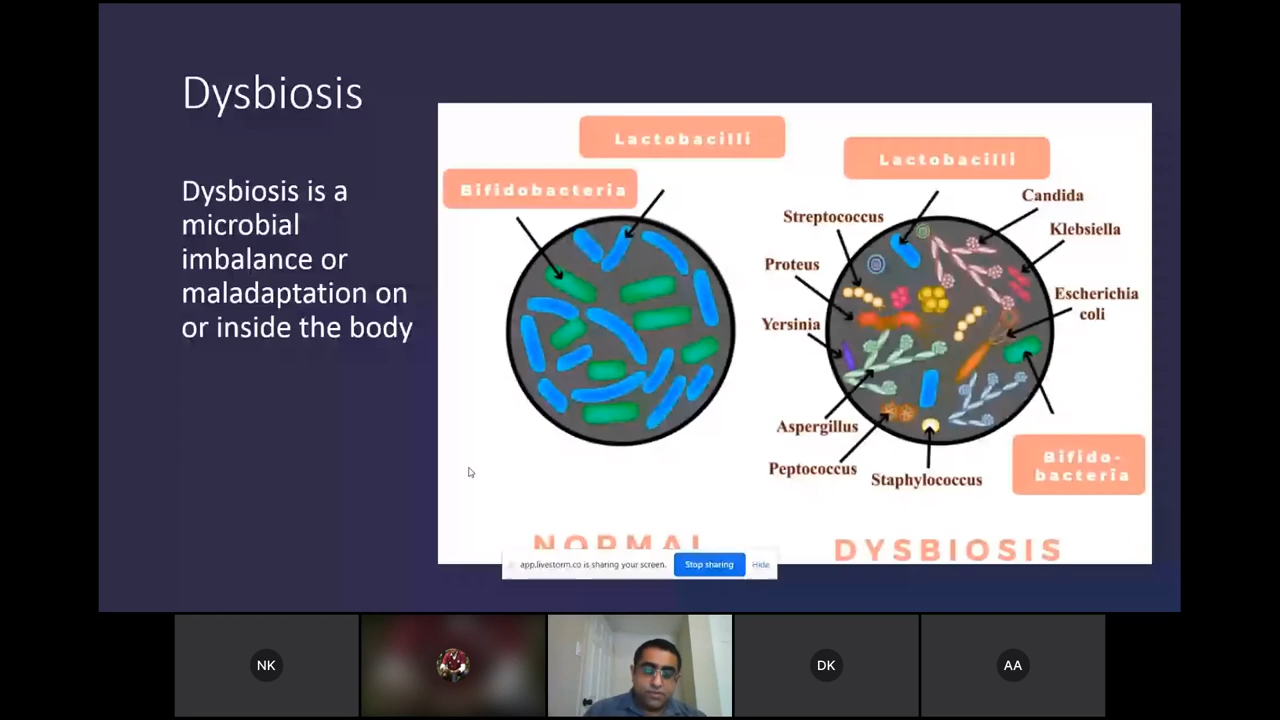 Dysbiosis
Dysbiosis is a
microbial
imbalance or
maladaptation on
or inside the body
Lactobacilli
Bifidobacteria
Lactobacilli
Candida
Streptococcus
Klebsiella
Proteus
Escherichia
coli
Yersinia
Aspergillus
Peptococcus
Staphylococcus
Bifido-
bacteria
NORMAL
DYSBIOSIS
app.livestorm.co is sharing your screen.
Stop sharing
Hide
NK
DK
AA